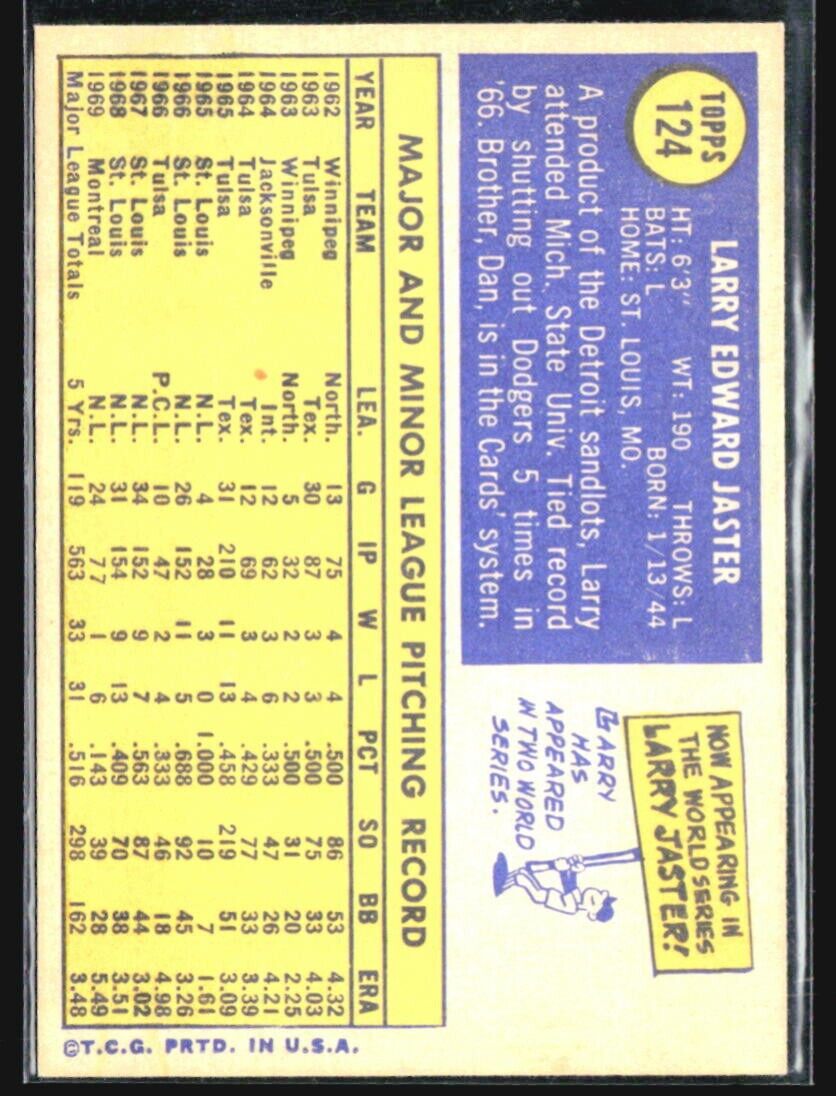 TOPPS
124
LARRY EDWARD JASTER
HT: 6'3" WT: 190 THROWS: L
BATS: L BORN: 1/13/44
HOME: ST. LOUIS, MO.
A product of the Detroit sandlots, Larry
attended Mich. State Univ. Tied record
by shutting out Dodgers 5 times in
'66. Brother, Dan, is in the Cards' system.
NOW APPEARING IN
THE WORLD SERIES
LARRY JASTER!
LARRY
HAS
APPEARED
IN TWO WORLD
SERIES.
MAJOR AND MINOR LEAGUE PITCHING RECORD
YEAR TEAM LEA. G IP W L PCT SO BB ERA
1962 Winnipeg North. 13 75 4 4 .500 86 53 4.32
1963 Tulsa Tex. 30 87 3 3 .500 75 33 4.03
1963 Winnipeg North. 5 32 2 2 .500 31 20 2.25
1964 Jacksonville Int. 12 62 3 6 .333 47 26 4.21
1964 Tulsa Tex. 12 69 3 4 .429 77 33 3.39
1965 Tulsa Tex. 31 210 11 13 .458 219 51 3.09
1965 St. Louis N.L. 4 28 3 0 1.000 10 7 1.61
1966 St. Louis N.L. 26 152 11 5 .688 92 45 3.26
1966 Tulsa P.C.L. 10 47 2 4 .333 46 18 4.98
1967 St. Louis N.L. 34 152 9 7 .563 87 44 3.02
1968 St. Louis N.L. 31 154 9 13 .409 70 38 3.51
1969 Montreal N.L. 24 77 1 6 .143 39 28 5.49
Major League Totals 5 Yrs. 119 563 33 31 .516 298 162 3.48
©T.C.G. PRTD. IN U.S.A.